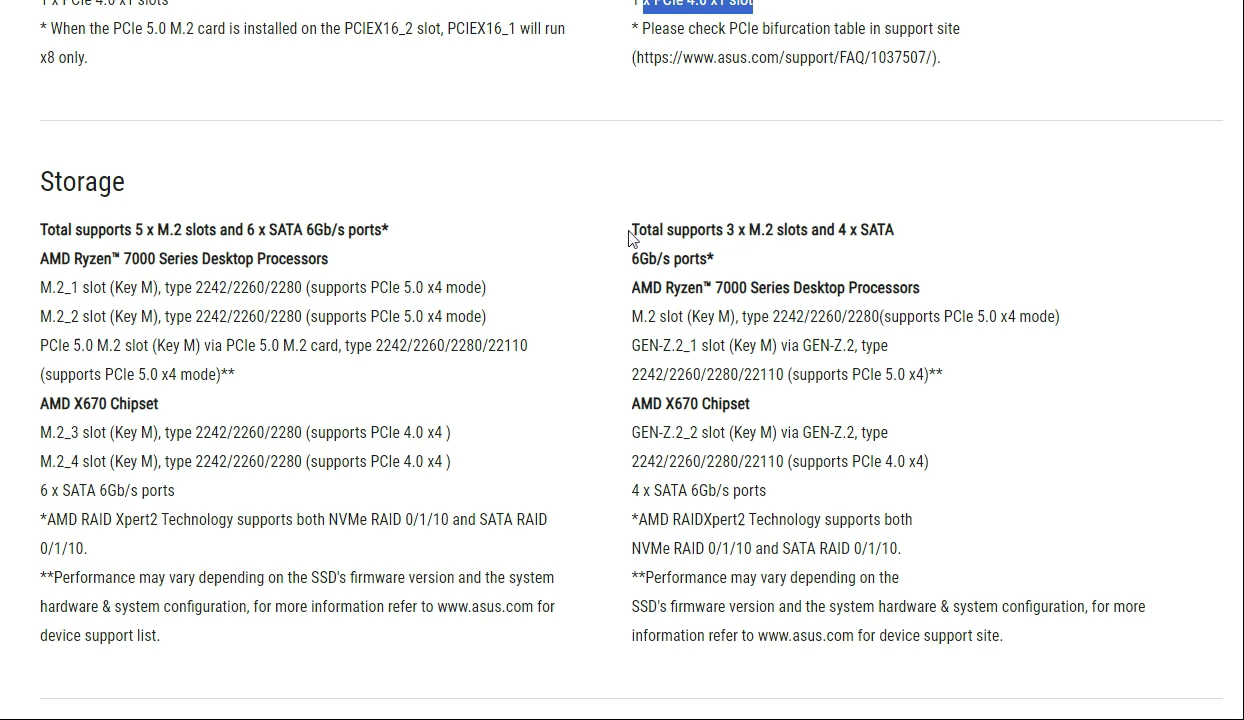 1 x PCIe 4.0 x1 slots
* When the PCIe 5.0 M.2 card is installed on the PCIEX16_2 slot, PCIEX16_1 will run
x8 only.
1 x PCIe 4.0 x1 slot
* Please check PCIe bifurcation table in support site
(https://www.asus.com/support/FAQ/1037507/).
Storage
Total supports 5 x M.2 slots and 6 x SATA 6Gb/s ports*
AMD Ryzen™ 7000 Series Desktop Processors
M.2_1 slot (Key M), type 2242/2260/2280 (supports PCIe 5.0 x4 mode)
M.2_2 slot (Key M), type 2242/2260/2280 (supports PCIe 5.0 x4 mode)
PCIe 5.0 M.2 slot (Key M) via PCIe 5.0 M.2 card, type 2242/2260/2280/22110
(supports PCIe 5.0 x4 mode)**
AMD X670 Chipset
M.2_3 slot (Key M), type 2242/2260/2280 (supports PCIe 4.0 x4 )
M.2_4 slot (Key M), type 2242/2260/2280 (supports PCIe 4.0 x4 )
6 x SATA 6Gb/s ports
*AMD RAID Xpert2 Technology supports both NVMe RAID 0/1/10 and SATA RAID
0/1/10.
**Performance may vary depending on the SSD's firmware version and the system
hardware & system configuration, for more information refer to www.asus.com for
device support list.
Total supports 3 x M.2 slots and 4 x SATA
6Gb/s ports*
AMD Ryzen™ 7000 Series Desktop Processors
M.2 slot (Key M), type 2242/2260/2280(supports PCIe 5.0 x4 mode)
GEN-Z.2_1 slot (Key M) via GEN-Z.2, type
2242/2260/2280/22110 (supports PCIe 5.0 x4)**
AMD X670 Chipset
GEN-Z.2_2 slot (Key M) via GEN-Z.2, type
2242/2260/2280/22110 (supports PCIe 4.0 x4)
4 x SATA 6Gb/s ports
*AMD RAIDXpert2 Technology supports both
NVMe RAID 0/1/10 and SATA RAID 0/1/10.
**Performance may vary depending on the
SSD's firmware version and the system hardware & system configuration, for more
information refer to www.asus.com for device support site.